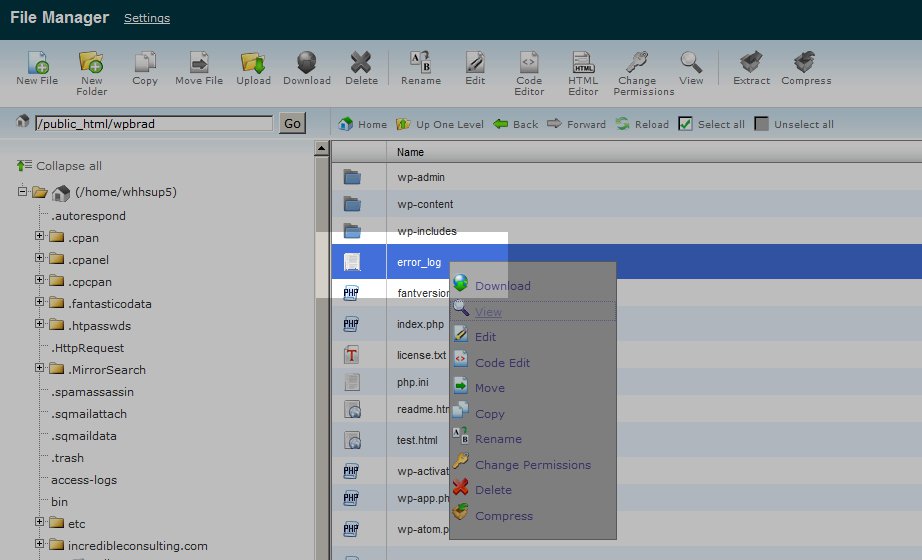 File Manager Settings
New File
New Folder
Copy
Move File
Upload
Download
Delete
Rename
Edit
Code Editor
HTML Editor
Change Permissions
View
Extract
Compress
/public_html/wpbrad Go
Home Up One Level Back Forward Reload Select all Unselect all
Collapse all
(/home/whhsup5)
.autorespond
.cpan
.cpanel
.cpcpan
.fantasticodata
.htpasswds
.HttpRequest
.MirrorSearch
.spamassassin
.sqmailattach
.sqmaildata
.trash
access-logs
bin
etc
incredibleconsulting.com
Name
wp-admin
wp-content
wp-includes
error_log
fantversion
index.php
license.txt
php.ini
readme.htm
test.html
wp-activat
wp-app.ph
wp-atom.p
Download
View
Edit
Code Edit
Move
Copy
Rename
Change Permissions
Delete
Compress